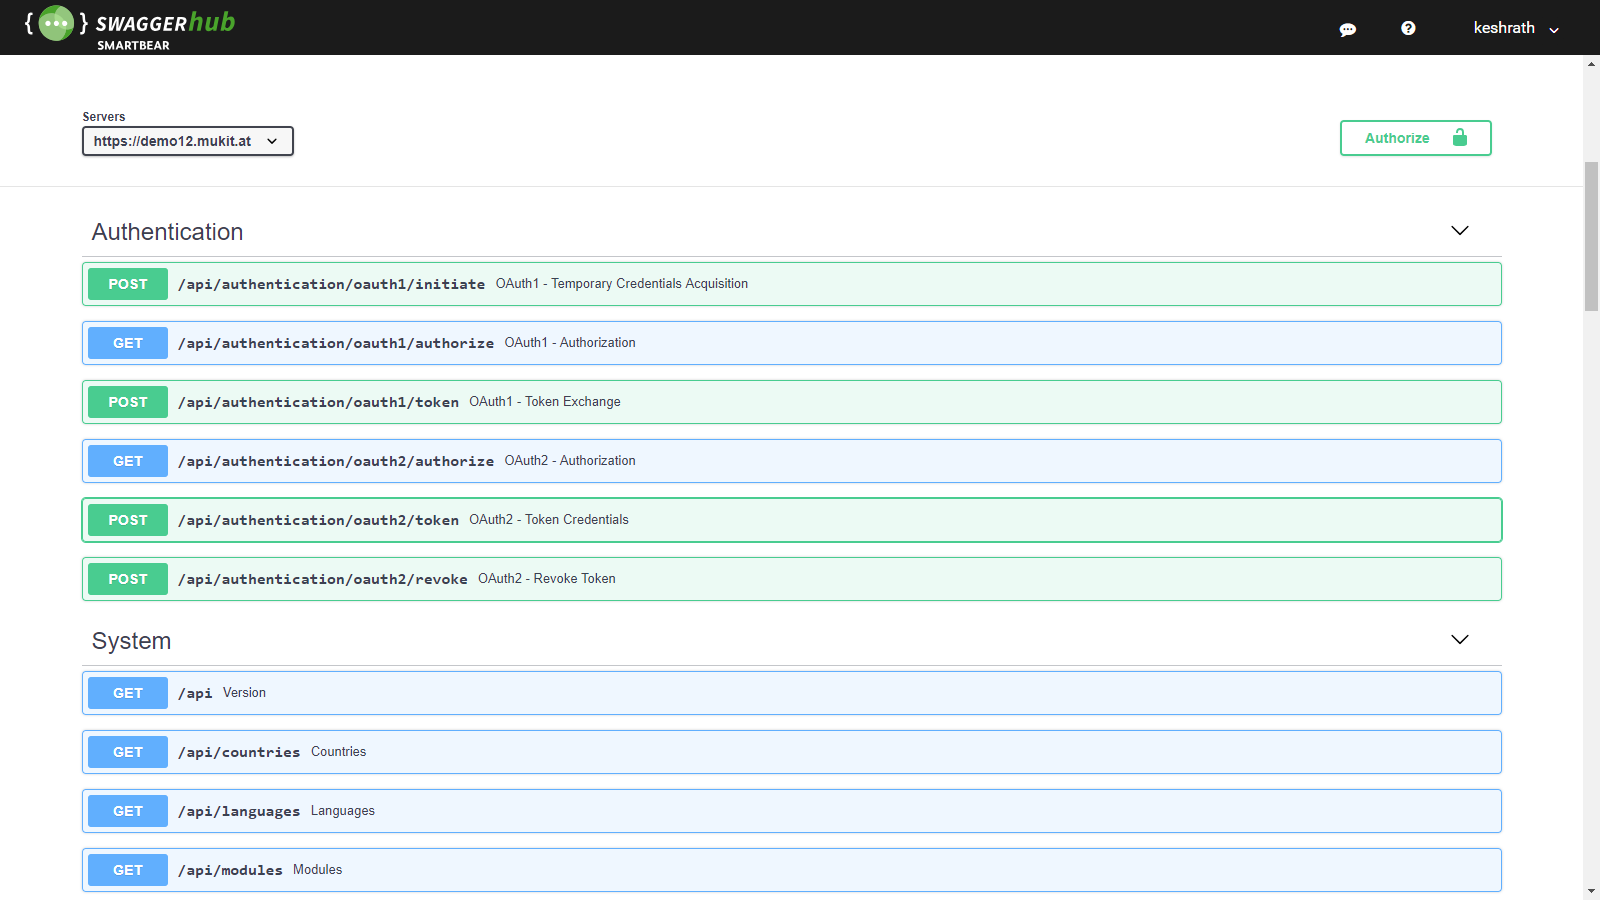 { } SWAGGERhub
SMARTBEAR
keshrath
Servers
https://demo12.mukit.at
Authorize
Authentication
POST /api/authentication/oauth1/initiate OAuth1 - Temporary Credentials Acquisition
GET /api/authentication/oauth1/authorize OAuth1 - Authorization
POST /api/authentication/oauth1/token OAuth1 - Token Exchange
GET /api/authentication/oauth2/authorize OAuth2 - Authorization
POST /api/authentication/oauth2/token OAuth2 - Token Credentials
POST /api/authentication/oauth2/revoke OAuth2 - Revoke Token
System
GET /api Version
GET /api/countries Countries
GET /api/languages Languages
GET /api/modules Modules